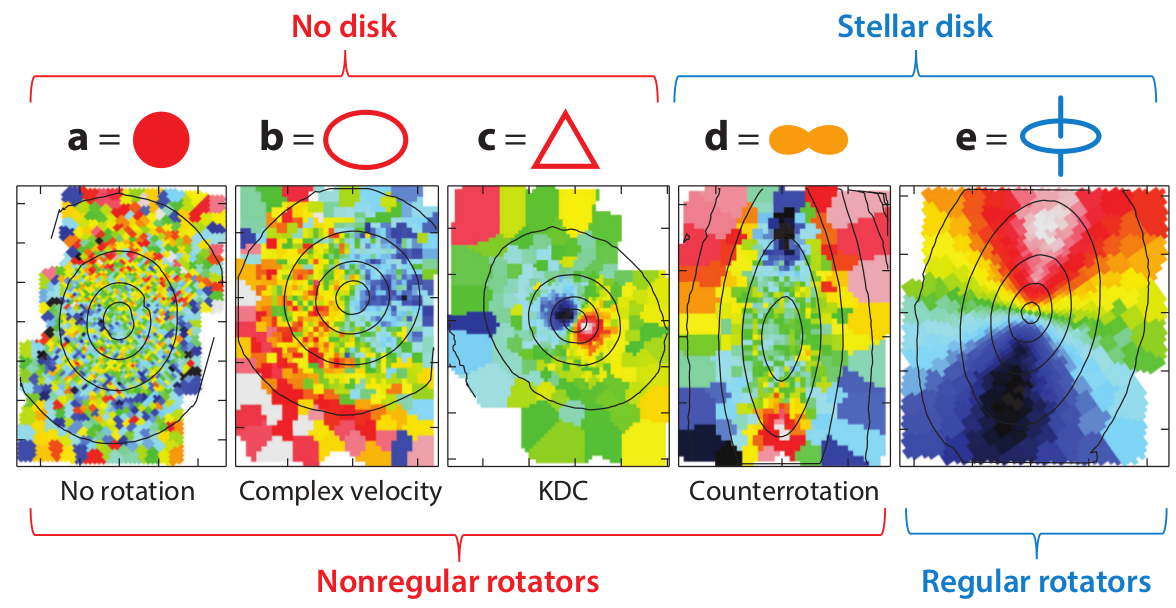 No disk
Stellar disk
a =
b =
c =
d =
e =
No rotation
Complex velocity
KDC
Counterrotation
Nonregular rotators
Regular rotators